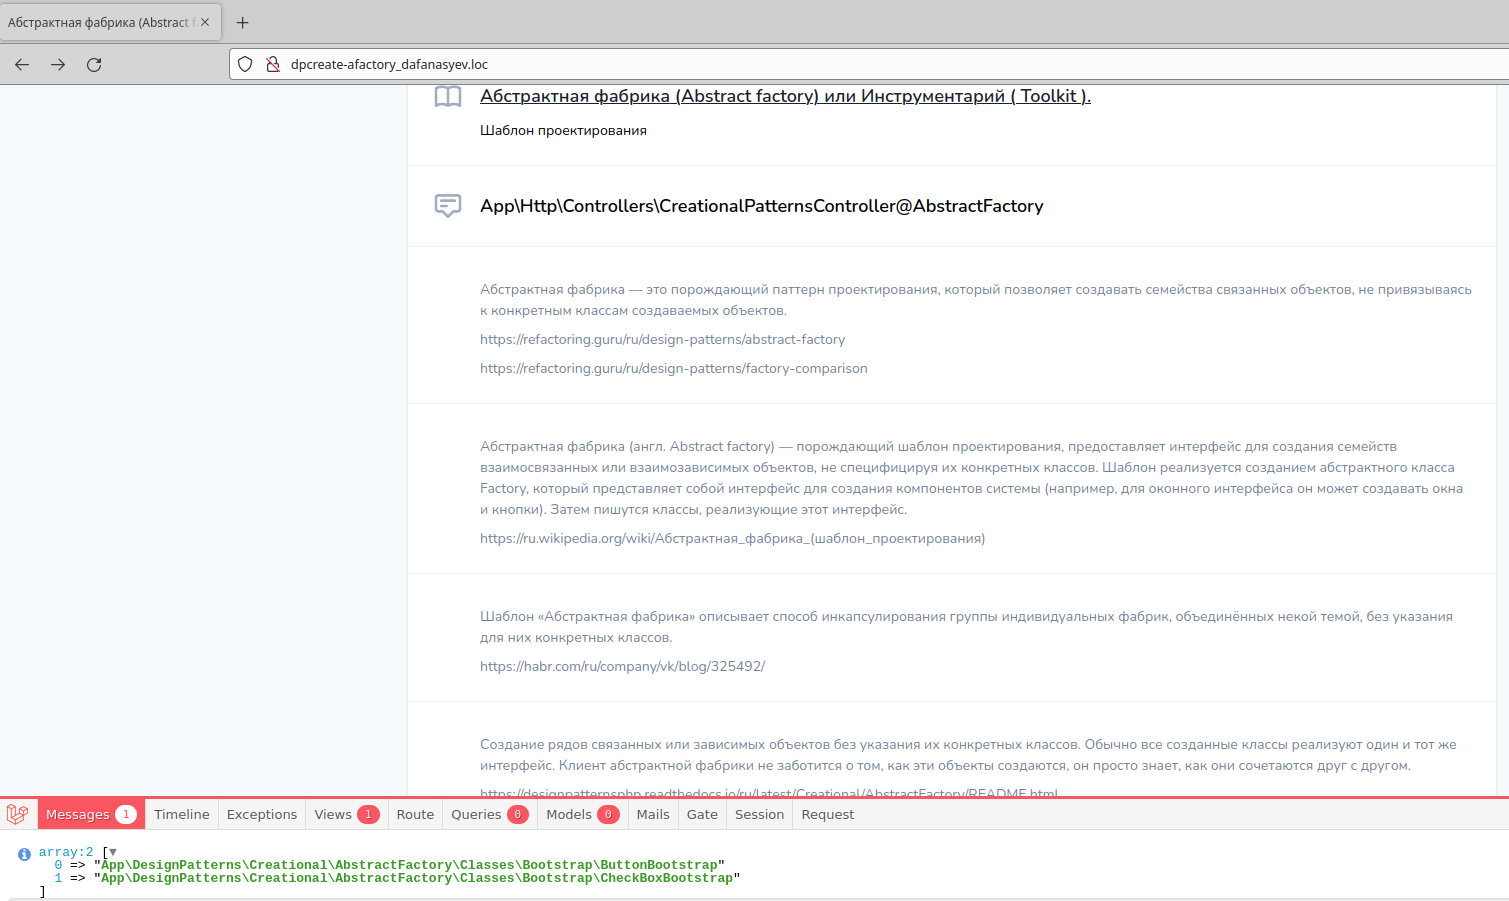 Абстрактная фабрика (Abstract f
dpcreate-afactory_dafanasyev.loc
Абстрактная фабрика (Abstract factory) или Инструментарий ( Toolkit ).
Шаблон проектирования
App\Http\Controllers\CreationalPatternsController@AbstractFactory
Абстрактная фабрика — это порождающий паттерн проектирования, который позволяет создавать семейства связанных объектов, не привязываясь
к конкретным классам создаваемых объектов.
https://refactoring.guru/ru/design-patterns/abstract-factory
https://refactoring.guru/ru/design-patterns/factory-comparison
Абстрактная фабрика (англ. Abstract factory) — порождающий шаблон проектирования, предоставляет интерфейс для создания семейств
взаимосвязанных или взаимозависимых объектов, не специфицируя их конкретных классов. Шаблон реализуется созданием абстрактного класса
Factory, который представляет собой интерфейс для создания компонентов системы (например, для оконного интерфейса он может создавать окна
и кнопки). Затем пишутся классы, реализующие этот интерфейс.
https://ru.wikipedia.org/wiki/Абстрактная_фабрика_(шаблон_проектирования)
Шаблон «Абстрактная фабрика» описывает способ инкапсулирования группы индивидуальных фабрик, объединённых некой темой, без указания
для них конкретных классов.
https://habr.com/ru/company/vk/blog/325492/
Создание рядов связанных или зависимых объектов без указания их конкретных классов. Обычно все созданные классы реализуют один и тот же
интерфейс. Клиент абстрактной фабрики не заботится о том, как эти объекты создаются, он просто знает, как они сочетаются друг с другом.
https://designpatternsphp.readthedocs.io/ru/latest/Creational/AbstractFactory/README.html
Messages 1 Timeline Exceptions Views 1 Route Queries 0 Models 0 Mails Gate Session Request
array:2 [▼
0 => "App\DesignPatterns\Creational\AbstractFactory\Classes\Bootstrap\ButtonBootstrap"
1 => "App\DesignPatterns\Creational\AbstractFactory\Classes\Bootstrap\CheckBoxBootstrap"
]